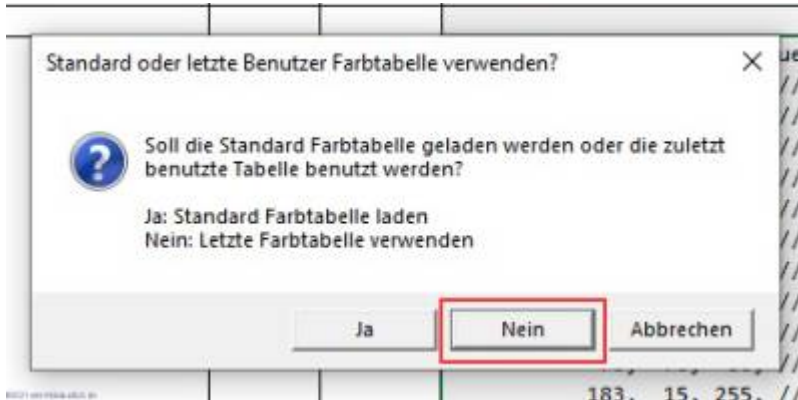 Standard oder letzte Benutzer Farbtabelle verwenden?
Soll die Standard Farbtabelle geladen werden oder die zuletzt
benutzte Tabelle benutzt werden?
Ja: Standard Farbtabelle laden
Nein: Letzte Farbtabelle verwenden
Ja Nein Abbrechen
183, 15, 255, //